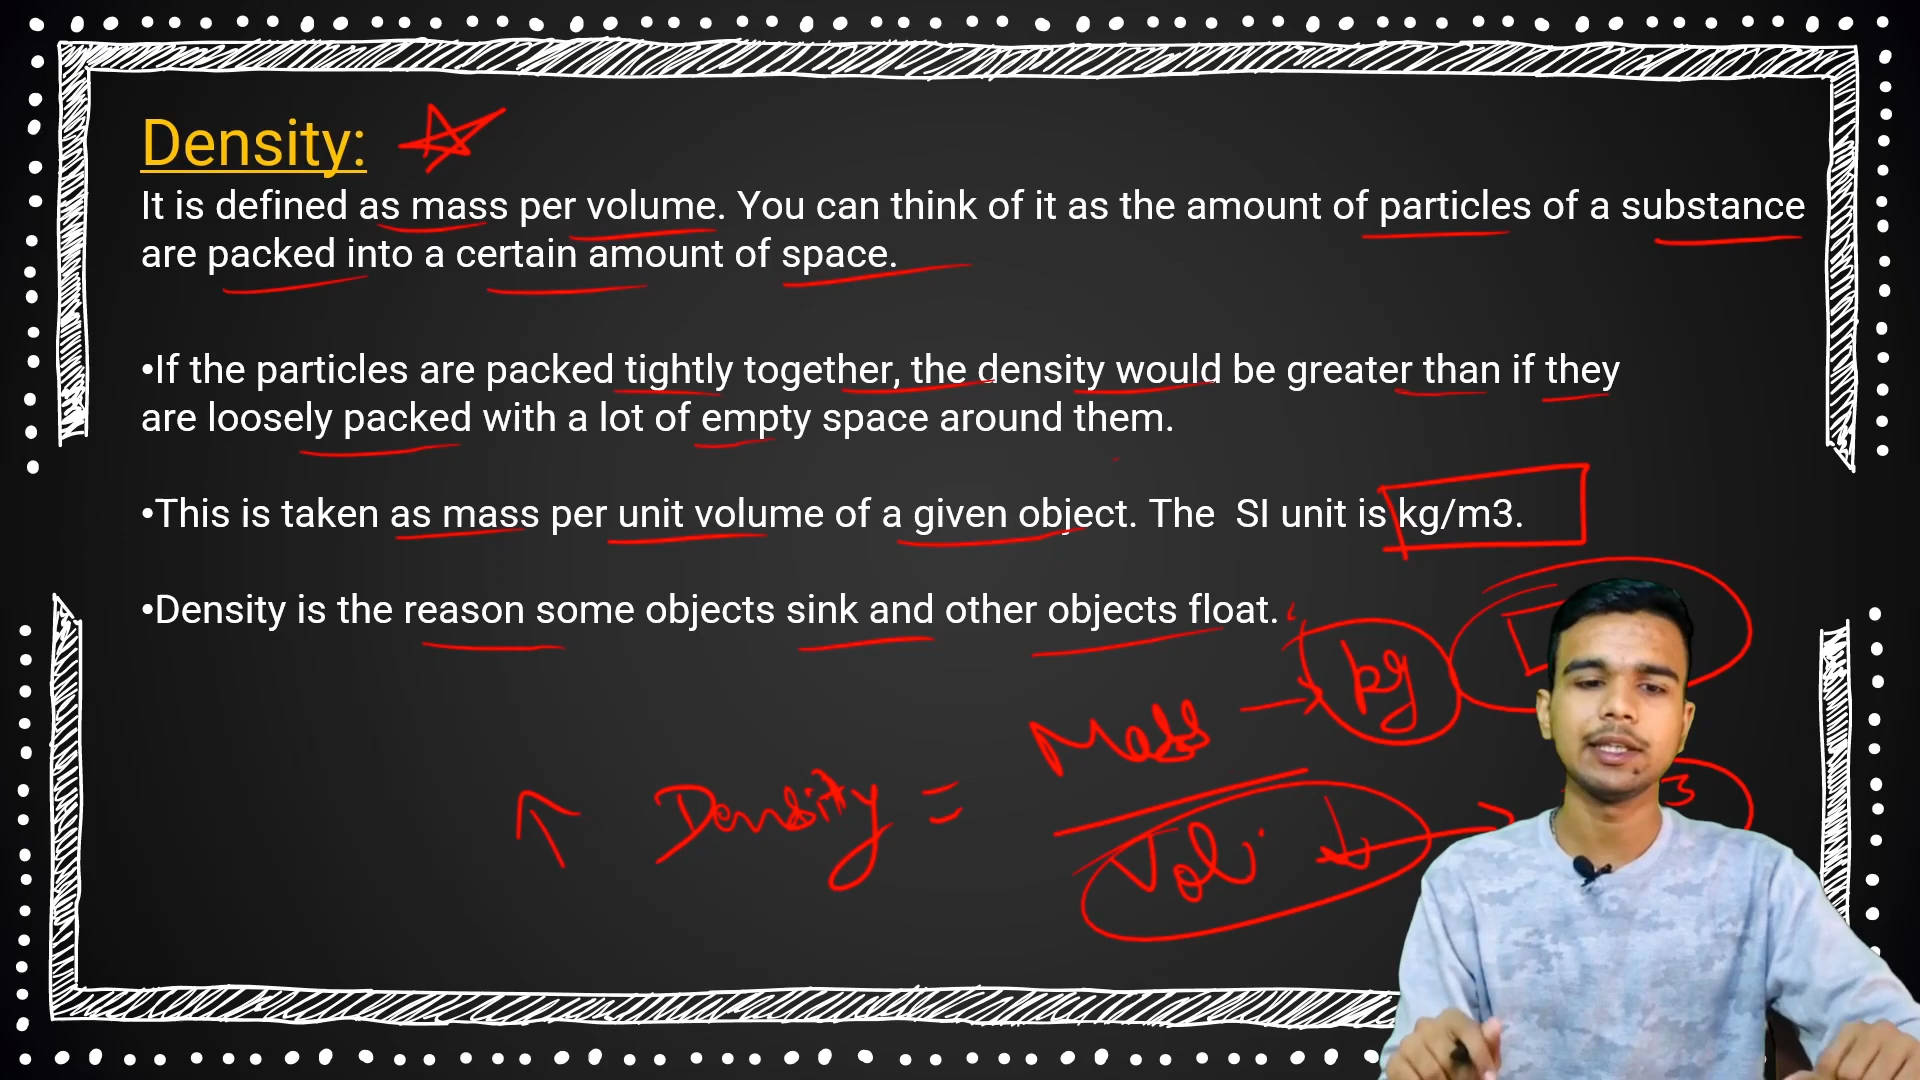 Density:
It is defined as mass per volume. You can think of it as the amount of particles of a substance
are packed into a certain amount of space.
•If the particles are packed tightly together, the density would be greater than if they
are loosely packed with a lot of empty space around them.
•This is taken as mass per unit volume of a given object. The SI unit is kg/m3.
•Density is the reason some objects sink and other objects float.
Mass → kg
↑ Density =
Vol. ↓ → 3